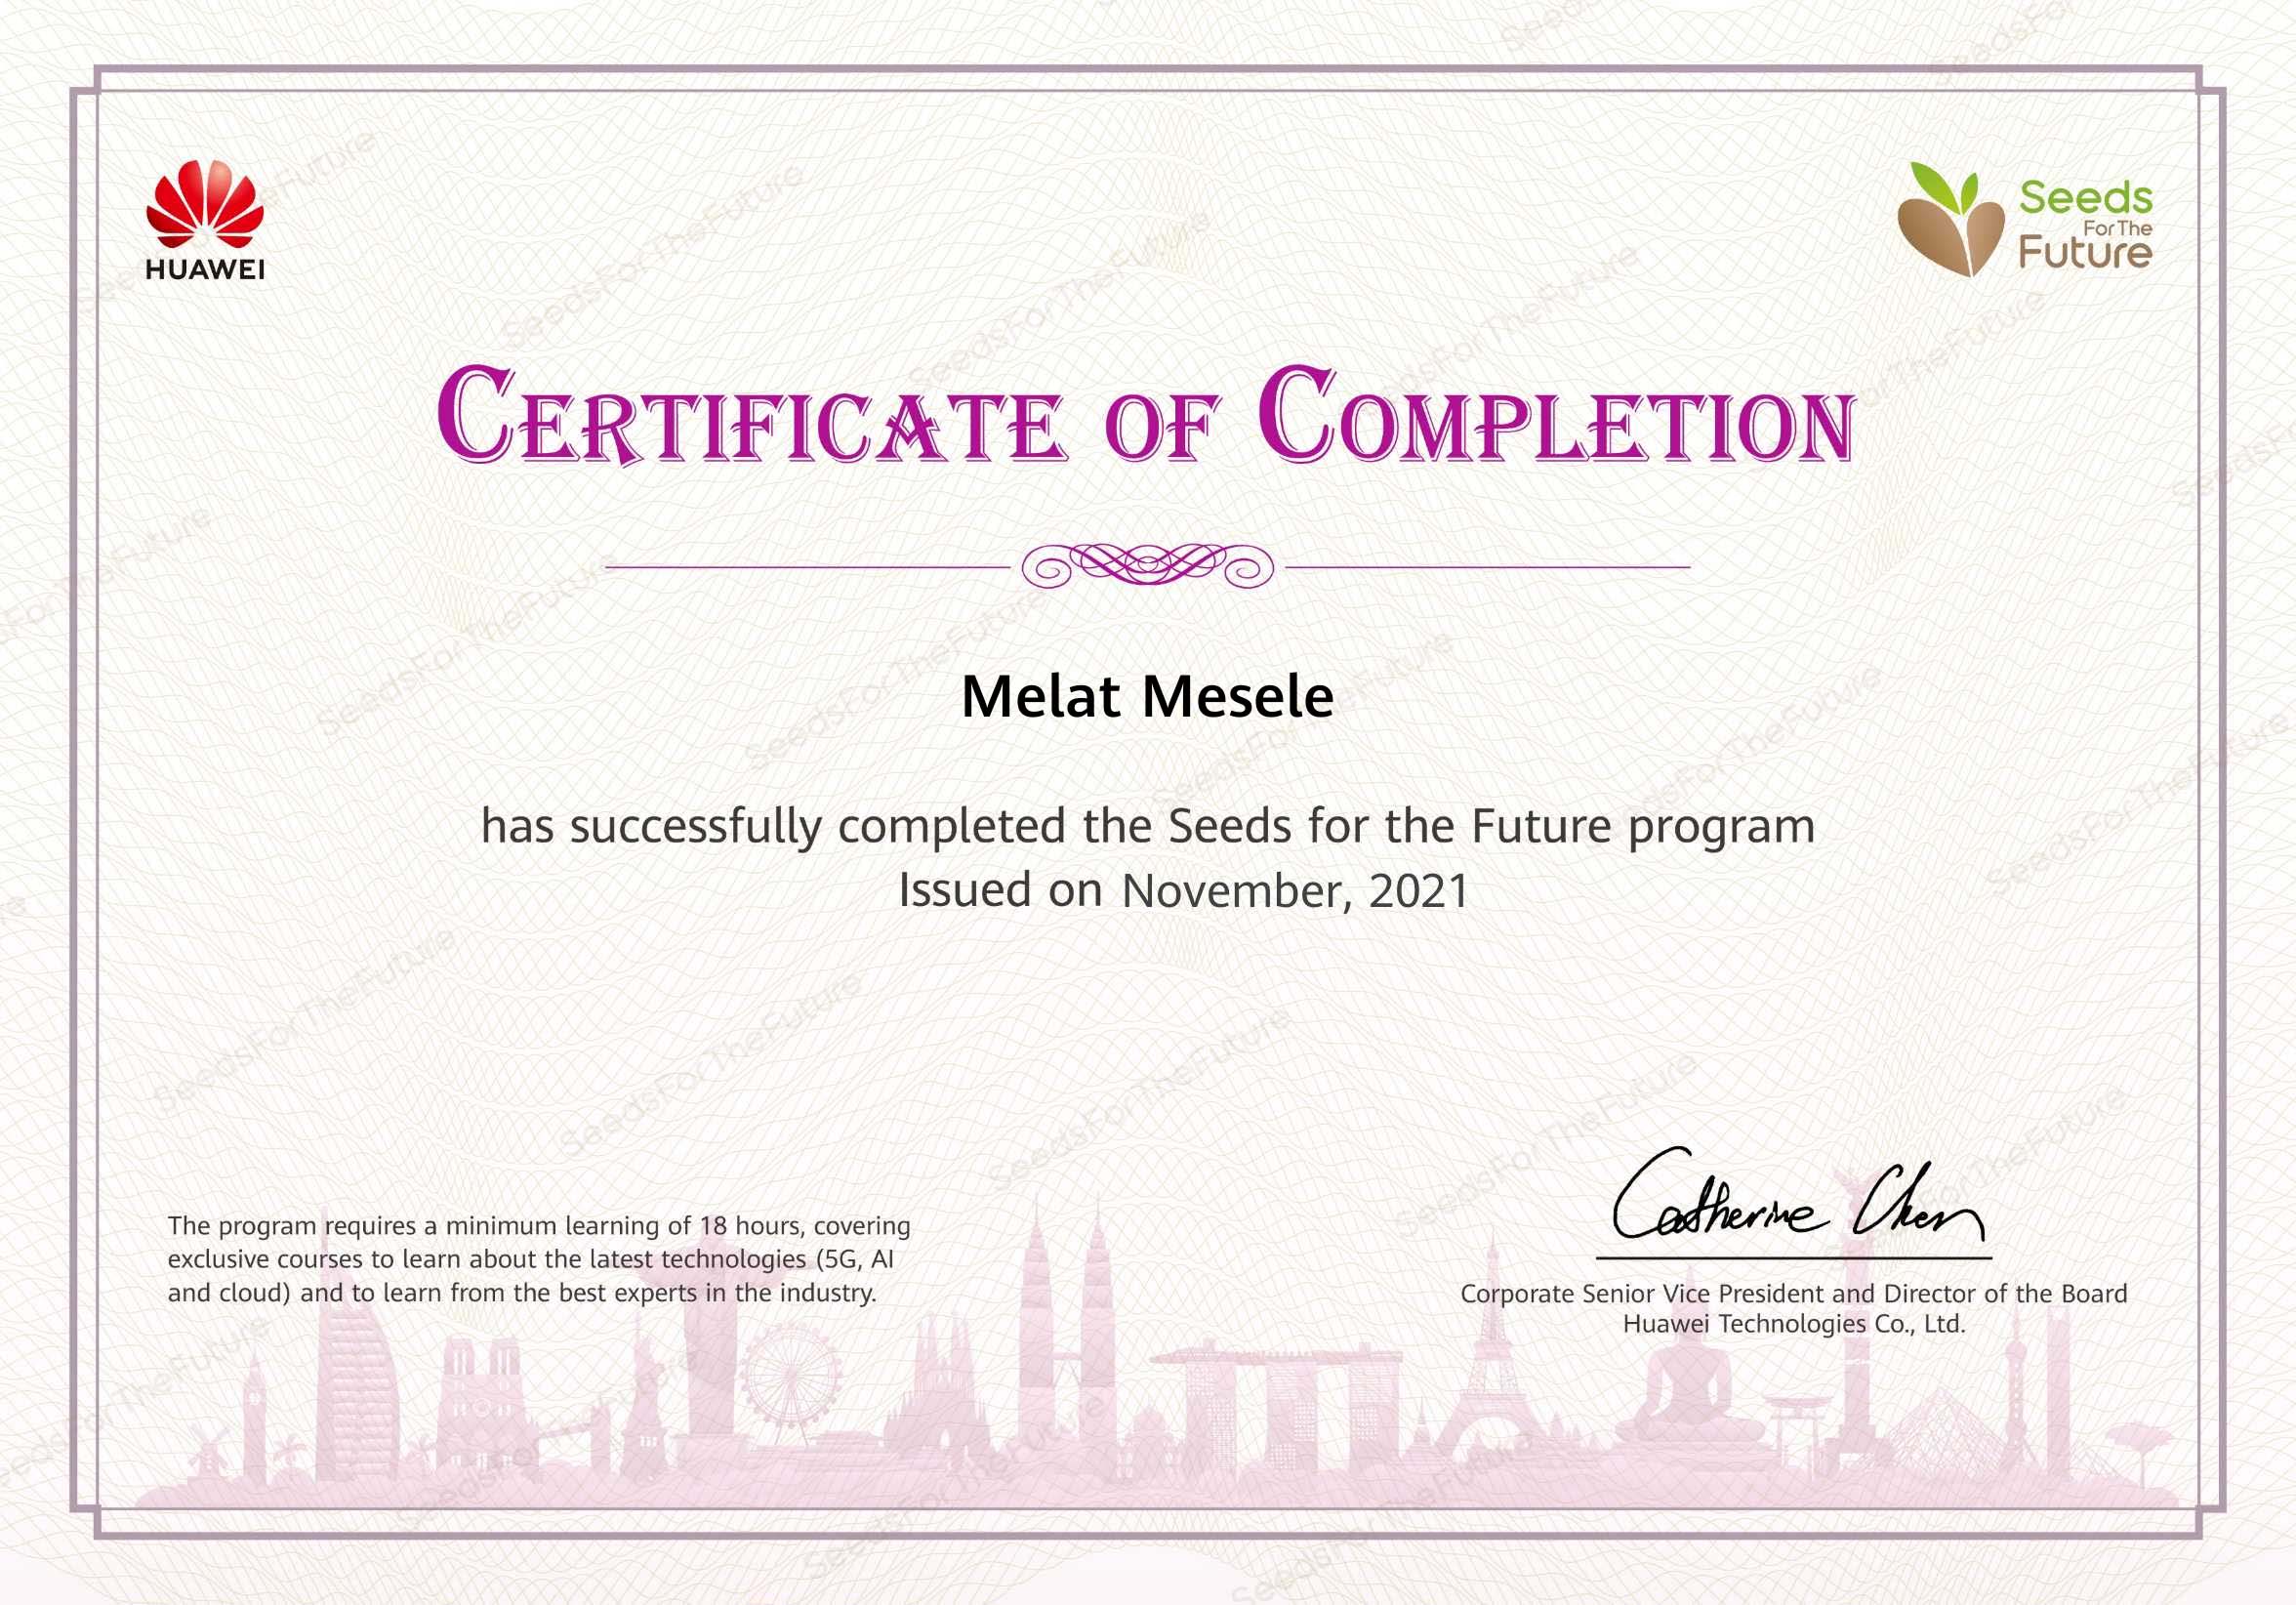 HUAWEI
Seeds
For The
Future
CERTIFICATE OF COMPLETION
Melat Mesele
has successfully completed the Seeds for the Future program
Issued on November, 2021
The program requires a minimum learning of 18 hours, covering
exclusive courses to learn about the latest technologies (5G, AI
and cloud) and to learn from the best experts in the industry.
Catherine Chen
Corporate Senior Vice President and Director of the Board
Huawei Technologies Co., Ltd.
SeedsForTheFuture